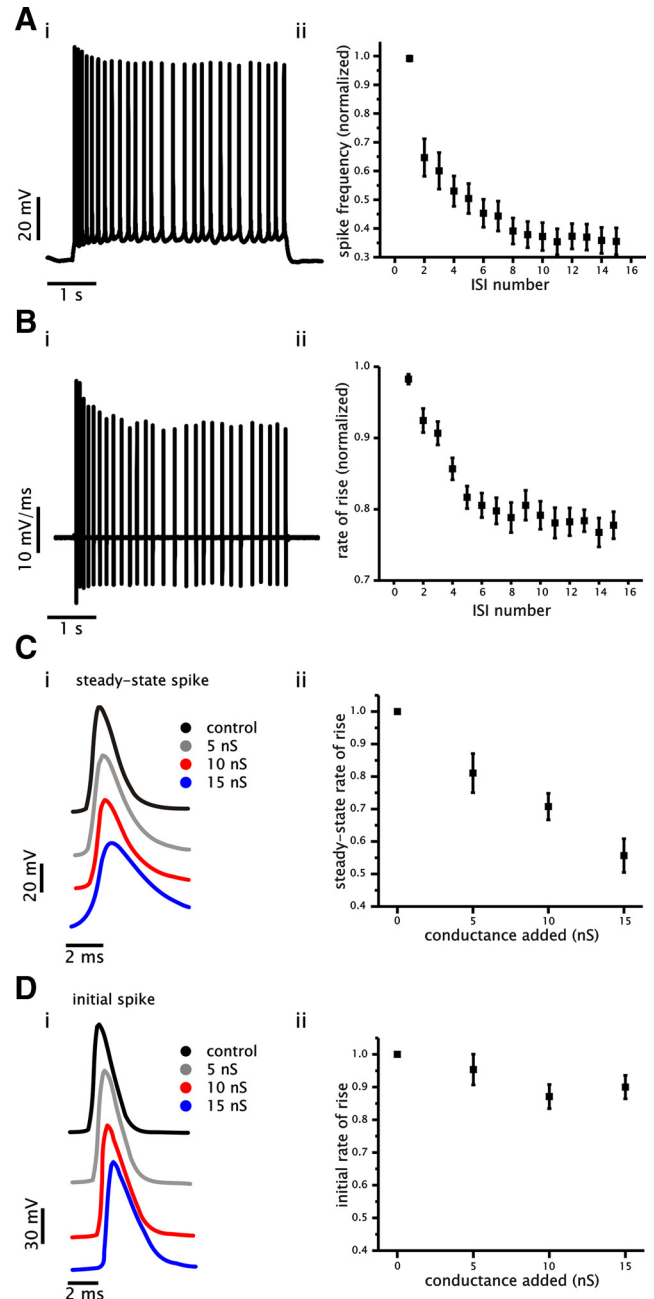 A
i
ii
20 mV
1 s
spike frequency (normalized)
1.0
0.9
0.8
0.7
0.6
0.5
0.4
0.3
0 2 4 6 8 10 12 14 16
ISI number
B
i
ii
10 mV/ms
1 s
rate of rise (normalized)
1.0
0.9
0.8
0.7
0 2 4 6 8 10 12 14 16
ISI number
C
i
steady-state spike
control
5 nS
10 nS
15 nS
20 mV
2 ms
ii
steady-state rate of rise
1.0
0.9
0.8
0.7
0.6
0.5
0.4
0 5 10 15
conductance added (nS)
D
i
initial spike
control
5 nS
10 nS
15 nS
30 mV
2 ms
ii
initial rate of rise
1.0
0.9
0.8
0.7
0.6
0.5
0.4
0 5 10 15
conductance added (nS)